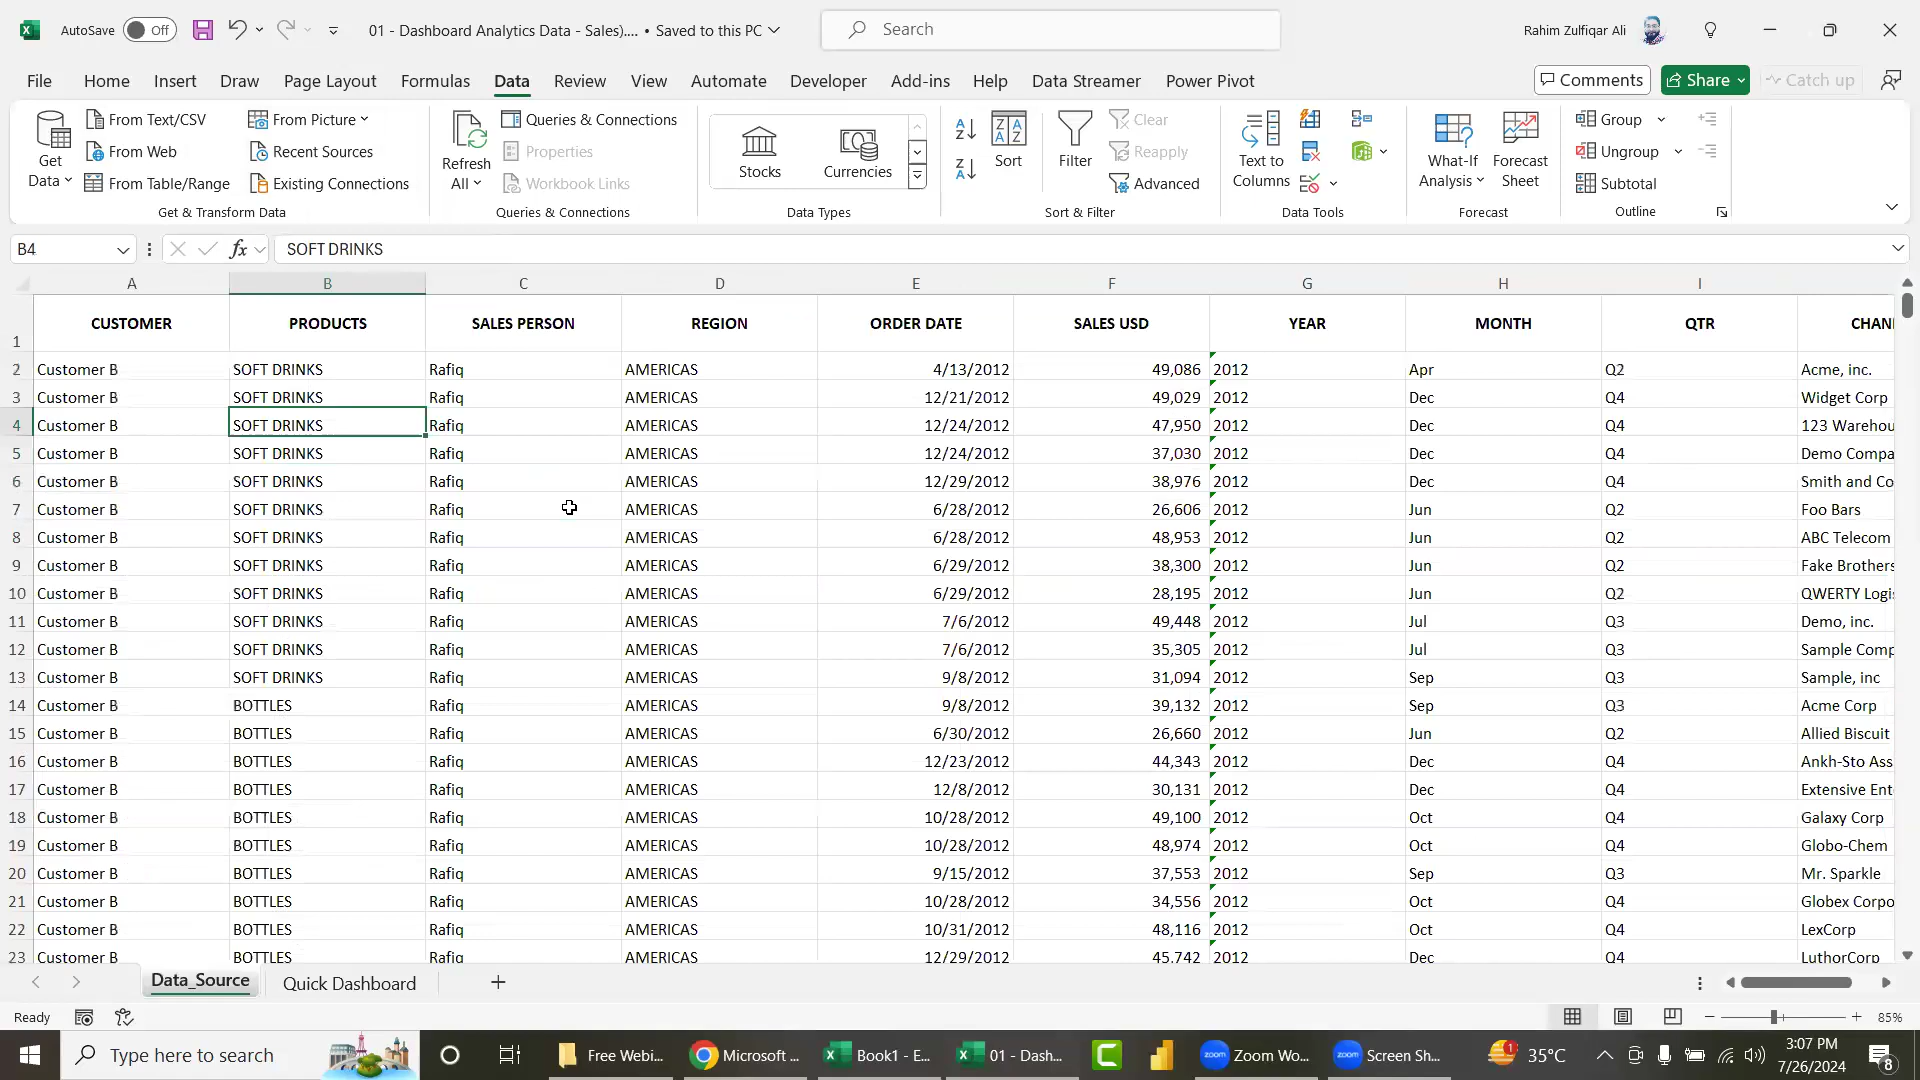 AutoSave Off 01 - Dashboard Analytics Data - Sales).... • Saved to this PC Search Rahim Zulfiqar Ali
File Home Insert Draw Page Layout Formulas Data Review View Automate Developer Add-ins Help Data Streamer Power Pivot Comments Share Catch up
Get Data From Text/CSV From Web From Table/Range From Picture Recent Sources Existing Connections
Get & Transform Data
Refresh All Queries & Connections Properties Workbook Links
Queries & Connections
Stocks Currencies
Data Types
Sort Filter Clear Reapply Advanced
Sort & Filter
Text to Columns
Data Tools
What-If Analysis Forecast Sheet
Forecast
Group Ungroup Subtotal
Outline
B4 fx SOFT DRINKS
A B C D E F G H I
1 CUSTOMER PRODUCTS SALES PERSON REGION ORDER DATE SALES USD YEAR MONTH QTR CHAN
2 Customer B SOFT DRINKS Rafiq AMERICAS 4/13/2012 49,086 2012 Apr Q2 Acme, inc.
3 Customer B SOFT DRINKS Rafiq AMERICAS 12/21/2012 49,029 2012 Dec Q4 Widget Corp
4 Customer B SOFT DRINKS Rafiq AMERICAS 12/24/2012 47,950 2012 Dec Q4 123 Warehou
5 Customer B SOFT DRINKS Rafiq AMERICAS 12/24/2012 37,030 2012 Dec Q4 Demo Compa
6 Customer B SOFT DRINKS Rafiq AMERICAS 12/29/2012 38,976 2012 Dec Q4 Smith and Co
7 Customer B SOFT DRINKS Rafiq AMERICAS 6/28/2012 26,606 2012 Jun Q2 Foo Bars
8 Customer B SOFT DRINKS Rafiq AMERICAS 6/28/2012 48,953 2012 Jun Q2 ABC Telecom
9 Customer B SOFT DRINKS Rafiq AMERICAS 6/29/2012 38,300 2012 Jun Q2 Fake Brothers
10 Customer B SOFT DRINKS Rafiq AMERICAS 6/29/2012 28,195 2012 Jun Q2 QWERTY Logi
11 Customer B SOFT DRINKS Rafiq AMERICAS 7/6/2012 49,448 2012 Jul Q3 Demo, inc.
12 Customer B SOFT DRINKS Rafiq AMERICAS 7/6/2012 35,305 2012 Jul Q3 Sample Comp
13 Customer B SOFT DRINKS Rafiq AMERICAS 9/8/2012 31,094 2012 Sep Q3 Sample, inc
14 Customer B BOTTLES Rafiq AMERICAS 9/8/2012 39,132 2012 Sep Q3 Acme Corp
15 Customer B BOTTLES Rafiq AMERICAS 6/30/2012 26,660 2012 Jun Q2 Allied Biscuit
16 Customer B BOTTLES Rafiq AMERICAS 12/23/2012 44,343 2012 Dec Q4 Ankh-Sto Ass
17 Customer B BOTTLES Rafiq AMERICAS 12/8/2012 30,131 2012 Dec Q4 Extensive Ent
18 Customer B BOTTLES Rafiq AMERICAS 10/28/2012 49,100 2012 Oct Q4 Galaxy Corp
19 Customer B BOTTLES Rafiq AMERICAS 10/28/2012 48,974 2012 Oct Q4 Globo-Chem
20 Customer B BOTTLES Rafiq AMERICAS 9/15/2012 37,553 2012 Sep Q3 Mr. Sparkle
21 Customer B BOTTLES Rafiq AMERICAS 10/28/2012 34,556 2012 Oct Q4 Globex Corpo
22 Customer B BOTTLES Rafiq AMERICAS 10/31/2012 48,116 2012 Oct Q4 LexCorp
23 Customer B BOTTLES Rafiq AMERICAS 12/29/2012 45,742 2012 Dec Q4 LuthorCorp
Data_Source Quick Dashboard
Ready 85%
Type here to search Free Webi... Microsoft ... Book1 - E... 01 - Dash... Zoom Wo... Screen Sh... 35°C 3:07 PM
7/26/2024 8